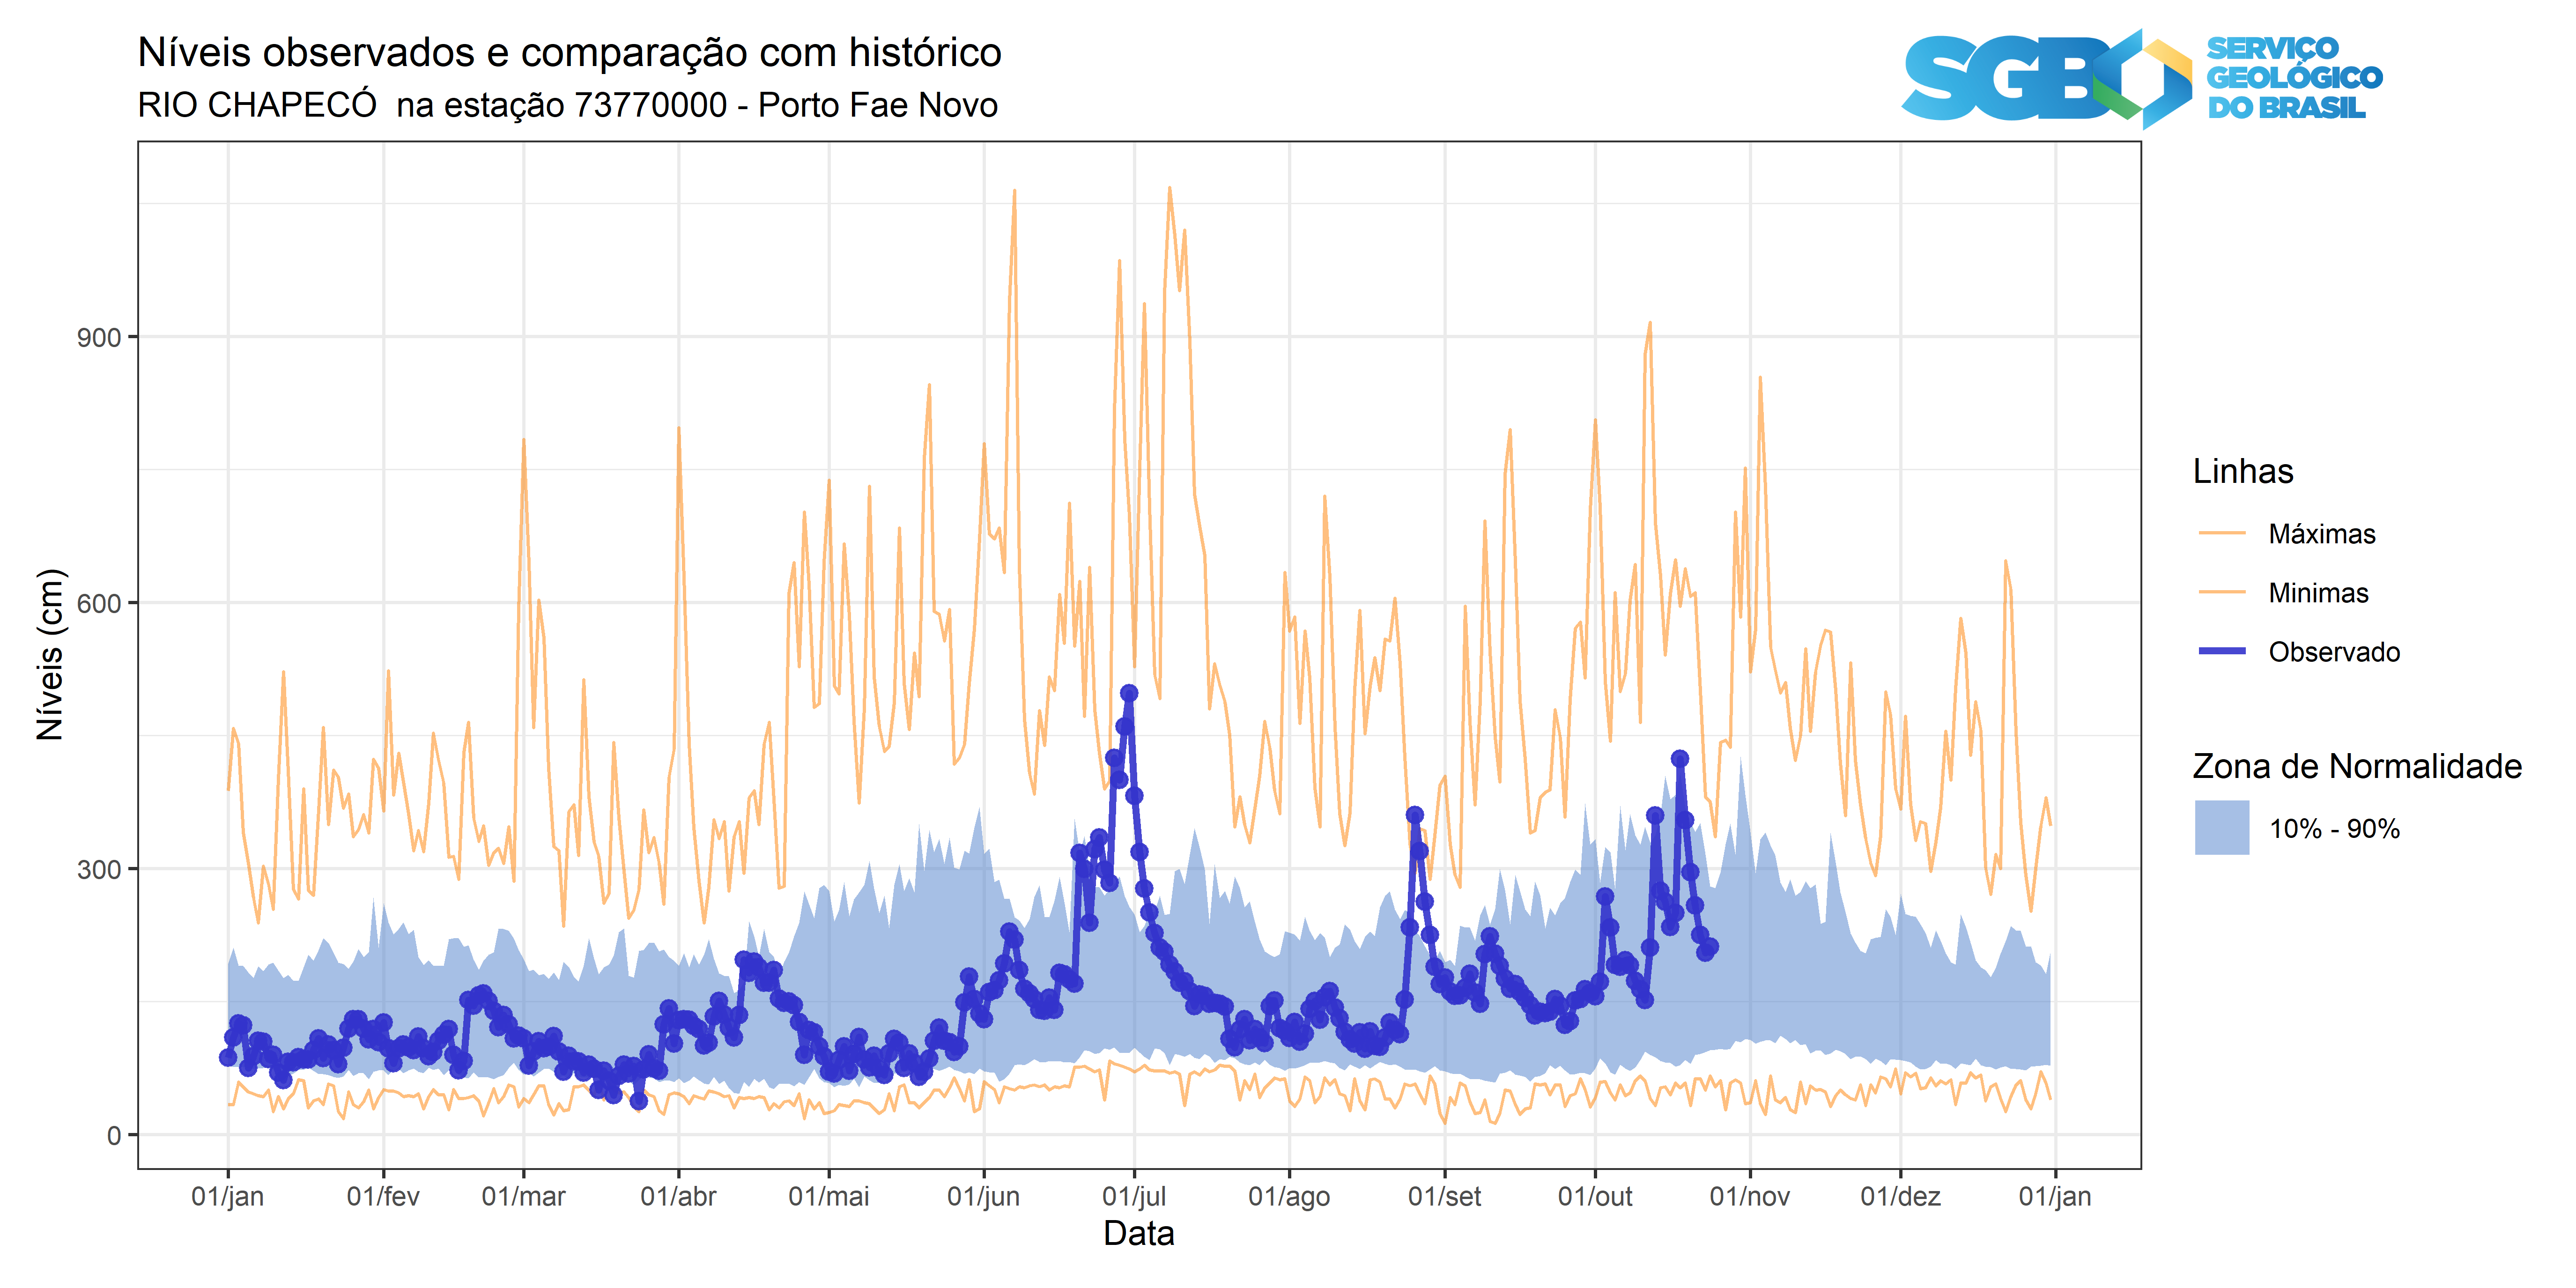 Níveis observados e comparação com histórico
RIO CHAPECÓ  na estação 73770000 - Porto Fae Novo
SGB
SERVIÇO
GEOLÓGICO
DO BRASIL
Níveis (cm)
900
600
300
0
01/jan
01/fev
01/mar
01/abr
01/mai
01/jun
01/jul
01/ago
01/set
01/out
01/nov
01/dez
01/jan
Data
Linhas
Máximas
Minimas
Observado
Zona de Normalidade
10% - 90%